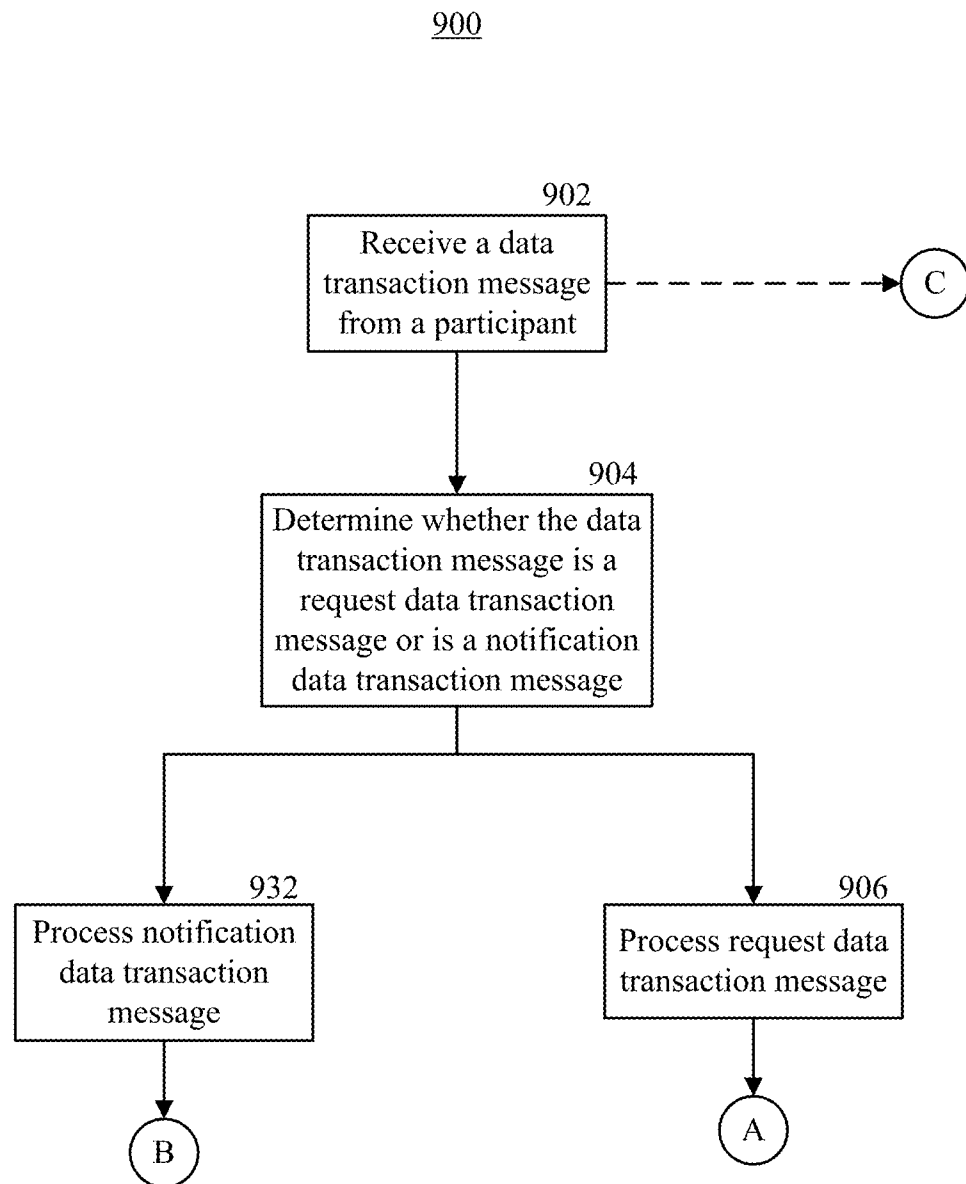 900
902
Receive a data
transaction message
from a participant
C
904
Determine whether the data
transaction message is a
request data transaction
message or is a notification
data transaction message
932
Process notification
data transaction
message
906
Process request data
transaction message
B
A